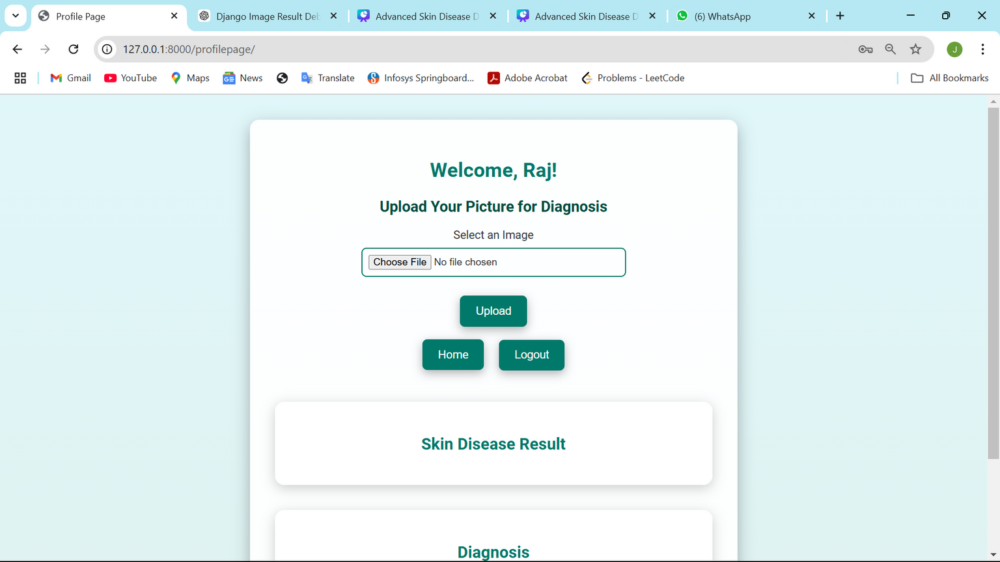 Profile Page
Django Image Result Deb
Advanced Skin Disease D
Advanced Skin Disease D
(6) WhatsApp
127.0.0.1:8000/profilepage/
J
Gmail
YouTube
Maps
News
Translate
Infosys Springboard...
Adobe Acrobat
Problems - LeetCode
All Bookmarks
Welcome, Raj!
Upload Your Picture for Diagnosis
Select an Image
Choose File No file chosen
Upload
Home Logout
Skin Disease Result
Diagnosis